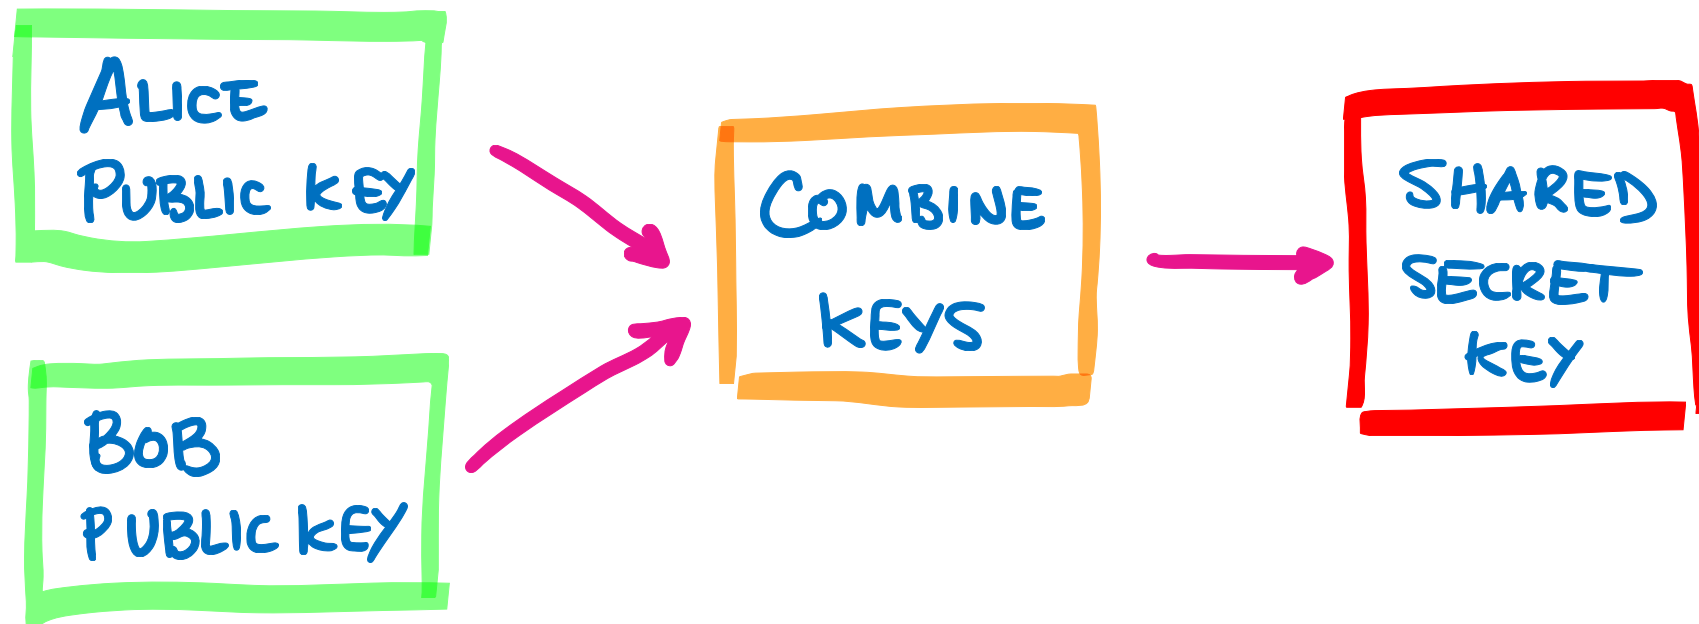 ALICE
PUBLIC KEY
BOB
PUBLIC KEY
COMBINE
KEYS
SHARED
SECRET
KEY